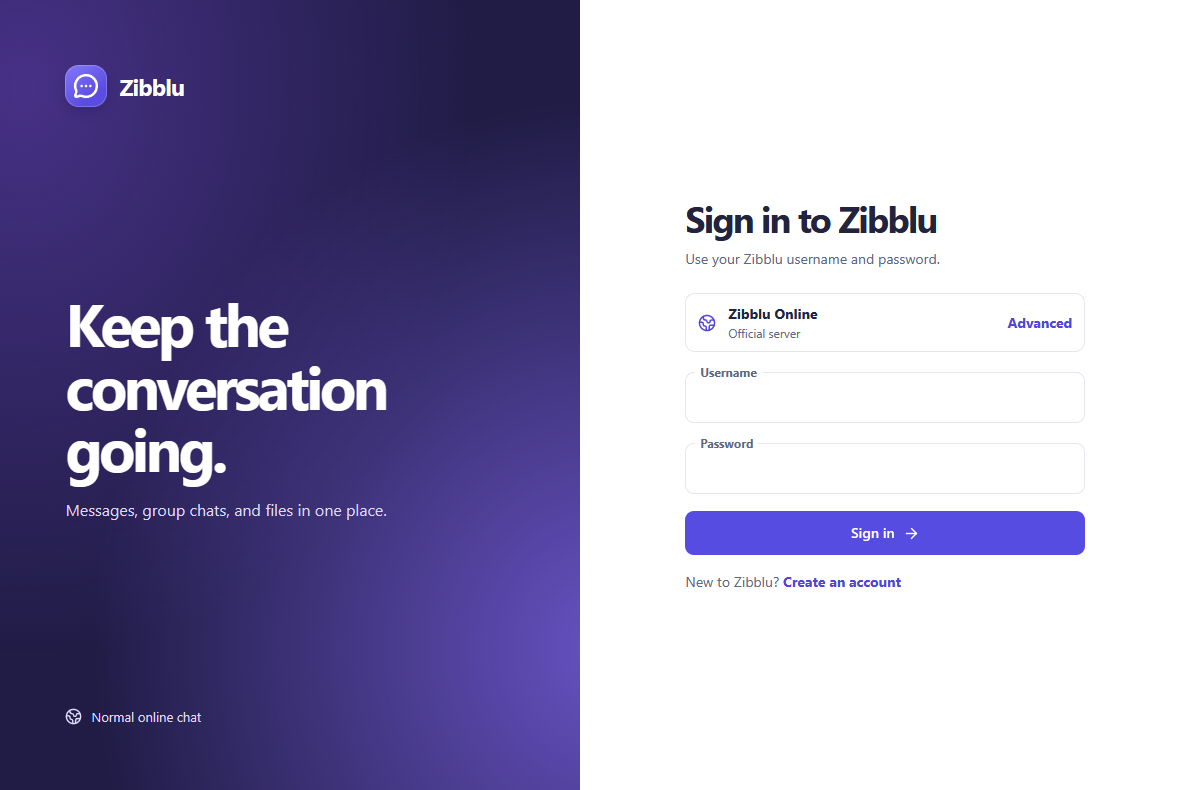 Zibblu
Keep the
conversation
going.
Messages, group chats, and files in one place.
Normal online chat
Sign in to Zibblu
Use your Zibblu username and password.
Zibblu Online
Official server
Advanced
Username
Password
Sign in
New to Zibblu? Create an account